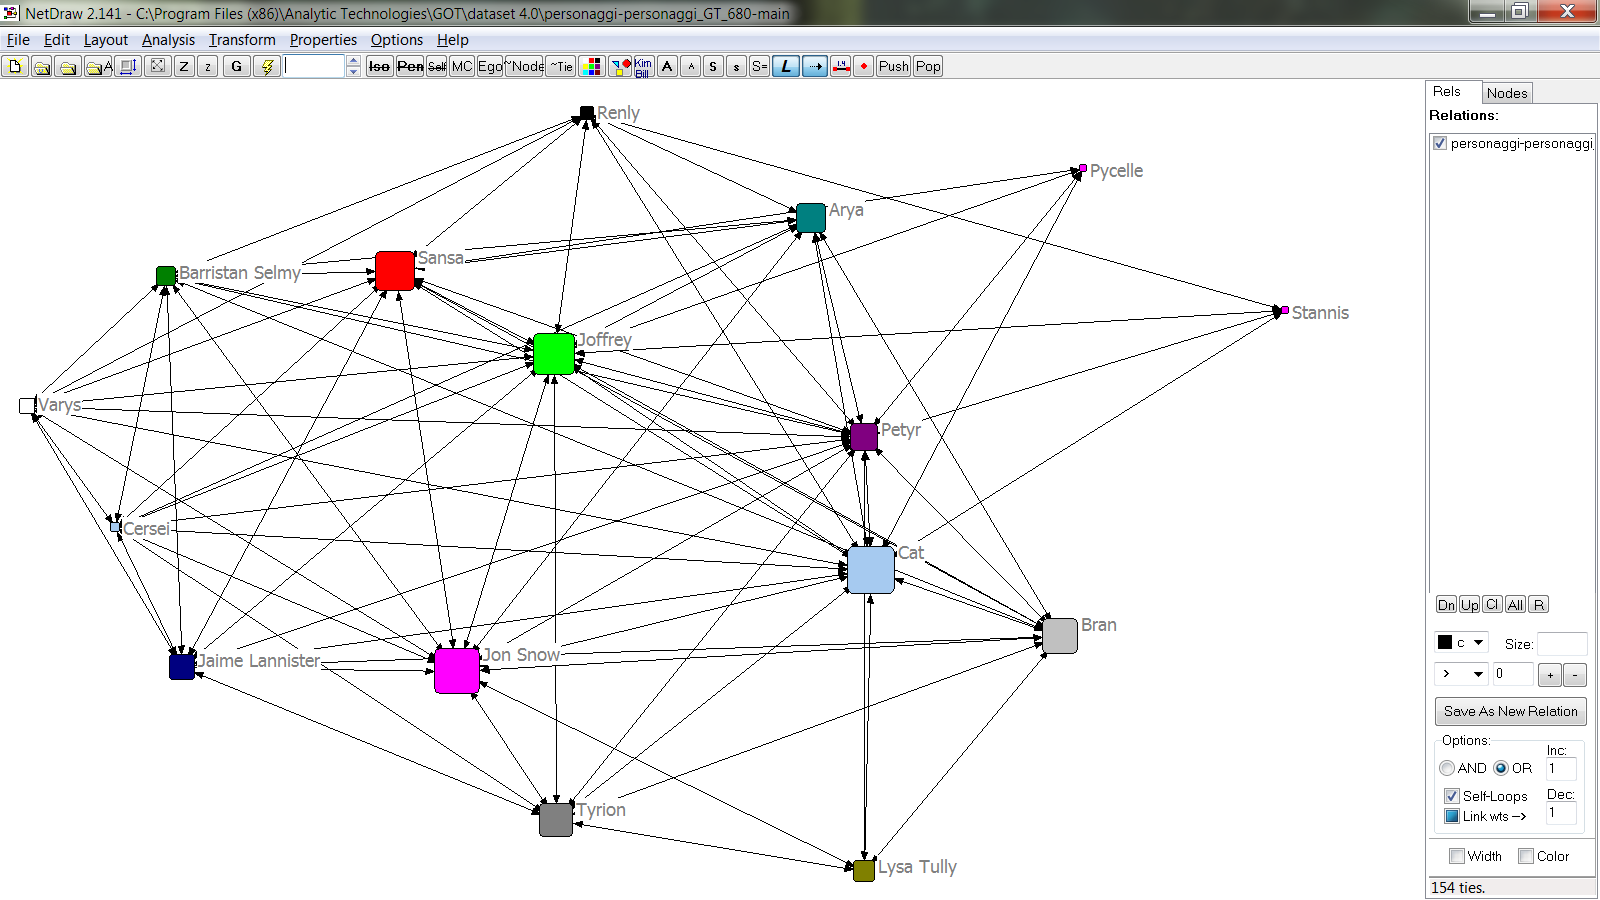 NetDraw 2.141 - C:\Program Files (x86)\Analytic Technologies\GOT\dataset 4.0\personaggi-personaggi_GT_680-main
File Edit Layout Analysis Transform Properties Options Help
A Z z G Iso Pen Self MC Ego ~Node ~Tie Kim Bill A A S s S= L 1.4 Push Pop
Rels Nodes
Relations:
personaggi-personaggi
Renly
Pycelle
Arya
Sansa
Barristan Selmy
Stannis
Joffrey
Varys
Petyr
Cersei
Cat
Bran
Jaime Lannister
Jon Snow
Tyrion
Lysa Tully
Dn Up Cl All R
c Size:
> 0 + -
Save As New Relation
Options: Inc:
AND OR 1
Self-Loops Dec:
Link wts --> 1
Width Color
154 ties.